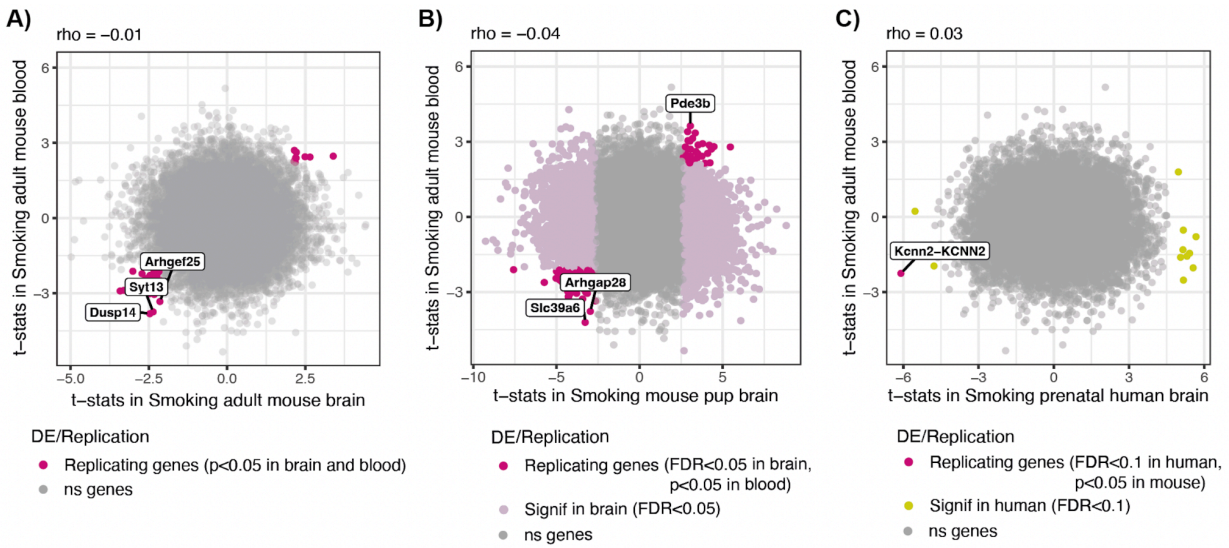 A)
rho = −0.01
t−stats in Smoking adult mouse blood
6
3
0
−3
Arhgef25
Syt13
Dusp14
−5.0
−2.5
0.0
2.5
t−stats in Smoking adult mouse brain
DE/Replication
Replicating genes (p<0.05 in brain and blood)
ns genes
B)
rho = −0.04
t−stats in Smoking adult mouse blood
6
3
0
−3
Pde3b
Arhgap28
Slc39a6
−10
−5
0
5
t−stats in Smoking mouse pup brain
DE/Replication
Replicating genes (FDR<0.05 in brain,
p<0.05 in blood)
Signif in brain (FDR<0.05)
ns genes
C)
rho = 0.03
t−stats in Smoking adult mouse blood
6
3
0
−3
Kcnn2−KCNN2
−6
−3
0
3
6
t−stats in Smoking prenatal human brain
DE/Replication
Replicating genes (FDR<0.1 in human,
p<0.05 in mouse)
Signif in human (FDR<0.1)
ns genes